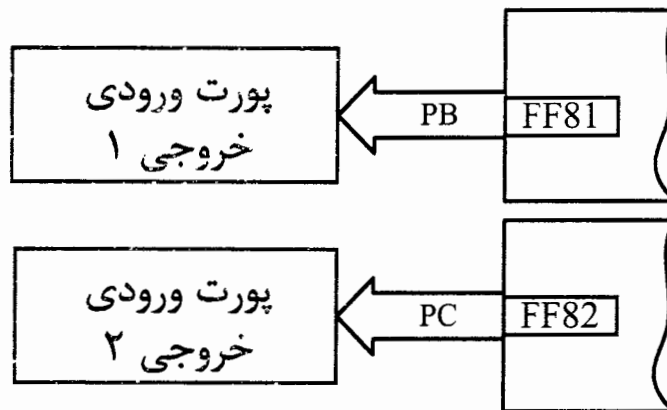 پورت ورودی
خروجی ۱
PB
FF81
پورت ورودی
خروجی ۲
PC
FF82